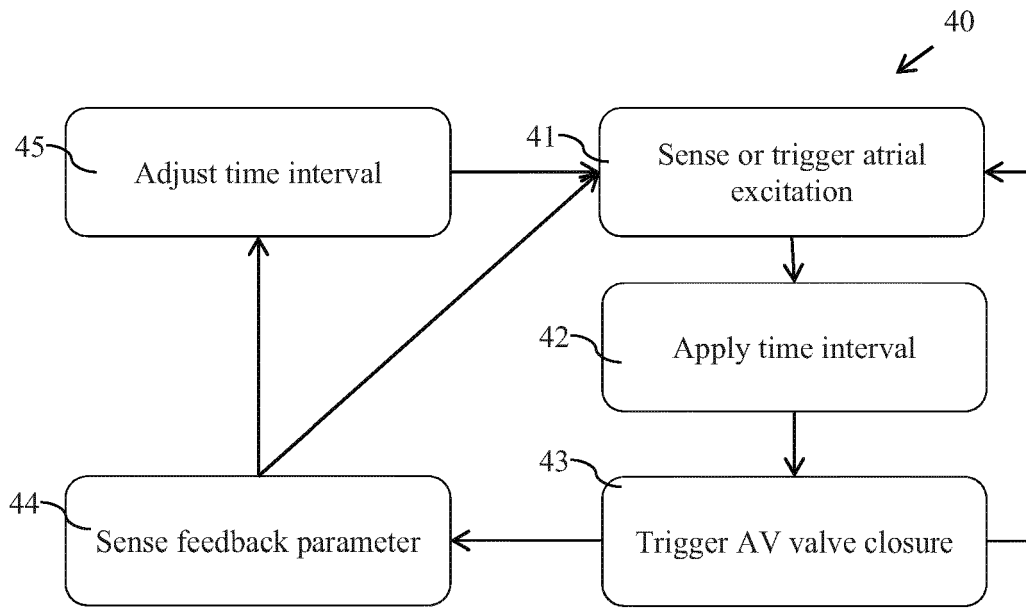 40
41
Sense or trigger atrial
excitation
45
Adjust time interval
42
Apply time interval
43
Trigger AV valve closure
44
Sense feedback parameter